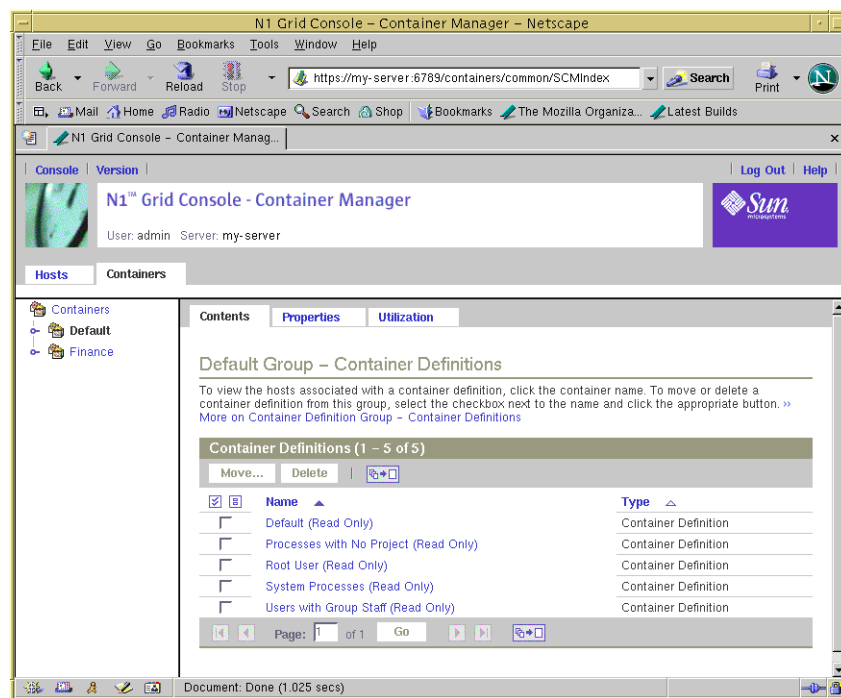 N1 Grid Console – Container Manager – Netscape
File Edit View Go Bookmarks Tools Window Help
Back Forward Reload Stop https://my-server:6789/containers/common/SCMIndex Search Print N
Mail Home Radio Netscape Search Shop Bookmarks The Mozilla Organiza... Latest Builds
N1 Grid Console – Container Manag...
Console Version Log Out Help
N1™ Grid Console - Container Manager
Sun
microsystems
User: admin Server: my-server
Hosts Containers
Containers
Default
Finance
Contents Properties Utilization
Default Group – Container Definitions
To view the hosts associated with a container definition, click the container name. To move or delete a
container definition from this group, select the checkbox next to the name and click the appropriate button. »
More on Container Definition Group – Container Definitions
Container Definitions (1 – 5 of 5)
Move... Delete
Name Type
Default (Read Only) Container Definition
Processes with No Project (Read Only) Container Definition
Root User (Read Only) Container Definition
System Processes (Read Only) Container Definition
Users with Group Staff (Read Only) Container Definition
Page: 1 of 1 Go
Document: Done (1.025 secs)